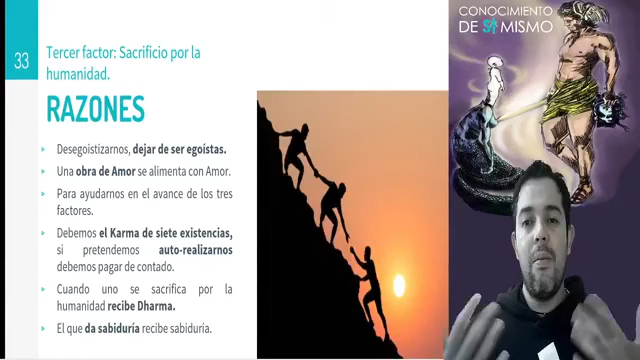 33
Tercer factor: Sacrificio por la
humanidad.
RAZONES
Desegoistizarnos, dejar de ser egoístas.
Una obra de Amor se alimenta con Amor.
Para ayudarnos en el avance de los tres
factores.
Debemos el Karma de siete existencias,
si pretendemos auto-realizarnos
debemos pagar de contado.
Cuando uno se sacrifica por la
humanidad recibe Dharma.
El que da sabiduría recibe sabiduría.
CONOCIMIENTO
DE SÍ MISMO